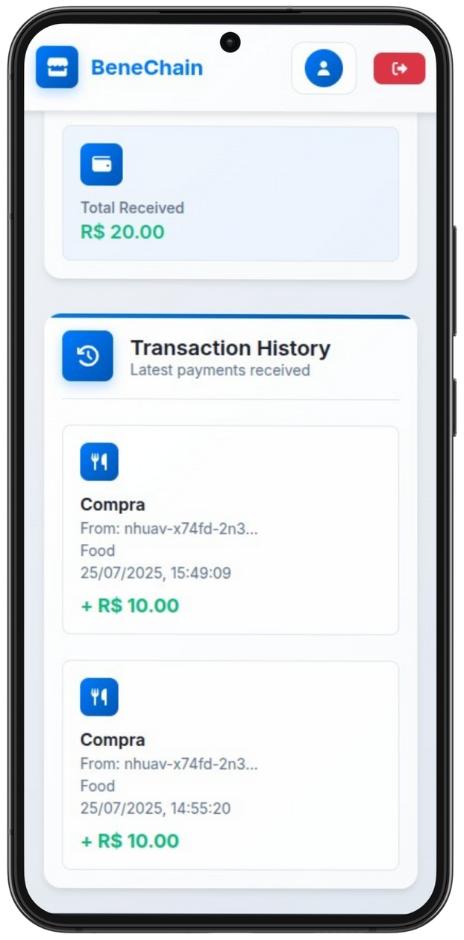 BeneChain
Total Received
R$ 20.00
Transaction History
Latest payments received
Compra
From: nhuav-x74fd-2n3...
Food
25/07/2025, 15:49:09
+ R$ 10.00
Compra
From: nhuav-x74fd-2n3...
Food
25/07/2025, 14:55:20
+ R$ 10.00